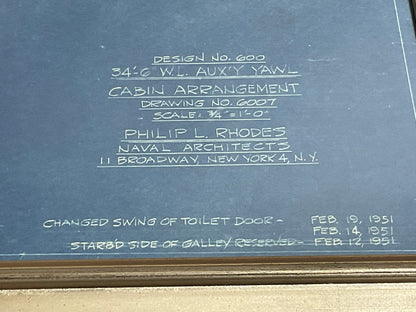 DESIGN NO. 600
34'-6" W.L. AUX'Y YAWL
CABIN ARRANGEMENT
DRAWING NO. 6007
SCALE: 3/4" = 1'-0"
PHILIP L. RHODES
NAVAL ARCHITECTS
11 BROADWAY, NEW YORK 4, N.Y.
CHANGED SWING OF TOILET DOOR - FEB. 19, 1951
FEB. 14, 1951
STARB'D SIDE OF GALLEY RESERVED - FEB. 12, 1951